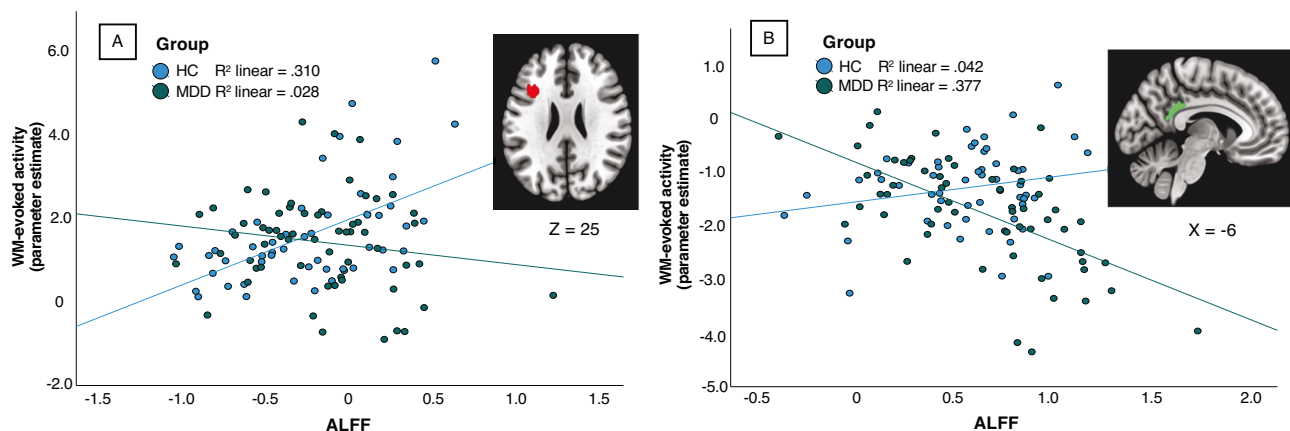 A
Group
HC R² linear = .310
MDD R² linear = .028
6.0
4.0
2.0
0
-2.0
WM-evoked activity
(parameter estimate)
-1.5
-1.0
-0.5
0
0.5
1.0
1.5
ALFF
Z = 25
B
Group
HC R² linear = .042
MDD R² linear = .377
1.0
0
-1.0
-2.0
-3.0
-4.0
-5.0
WM-evoked activity
(parameter estimate)
-0.5
0
0.5
1.0
2.0
ALFF
X = -6